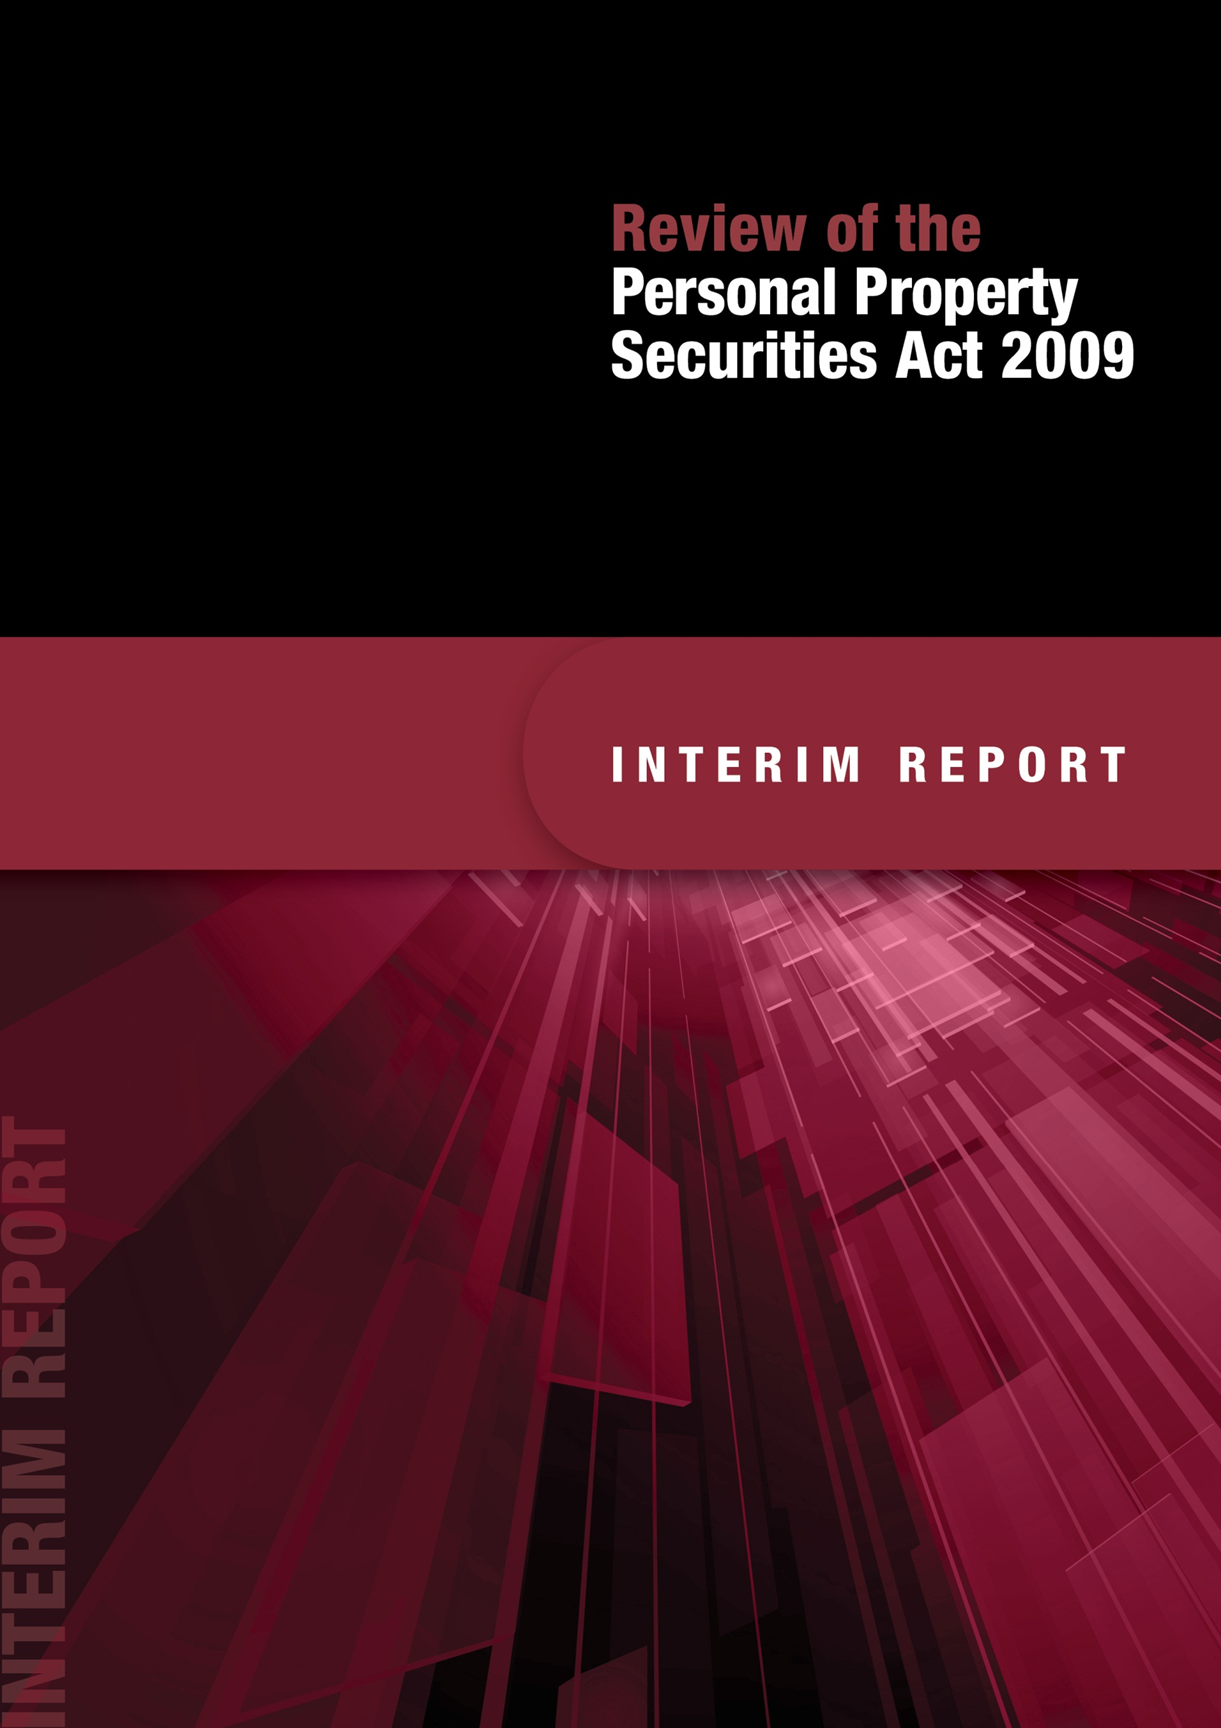 Review of the
Personal Property
Securities Act 2009
INTERIM REPORT
INTERIM REPORT